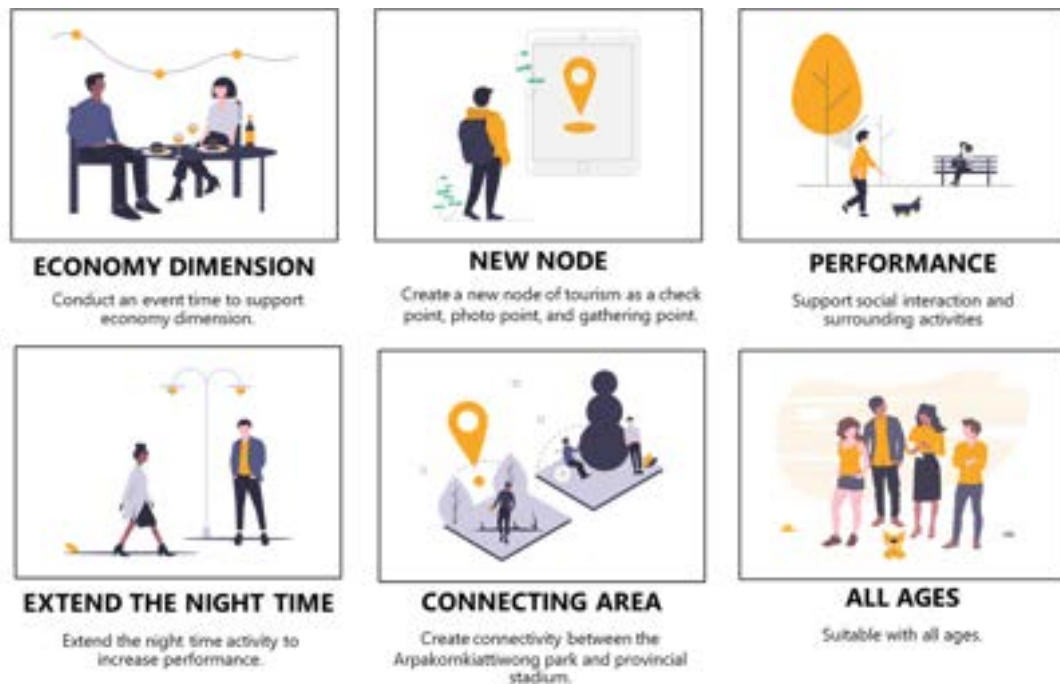 ECONOMY DIMENSION
Conduct an event time to support
economy dimension.
NEW NODE
Create a new node of tourism as a check
point, photo point, and gathering point.
PERFORMANCE
Support social interaction and
surrounding activities
EXTEND THE NIGHT TIME
Extend the night time activity to
increase performance.
CONNECTING AREA
Create connectivity between the
Arpakornkiattiwong park and provincial
stadium.
ALL AGES
Suitable with all ages.